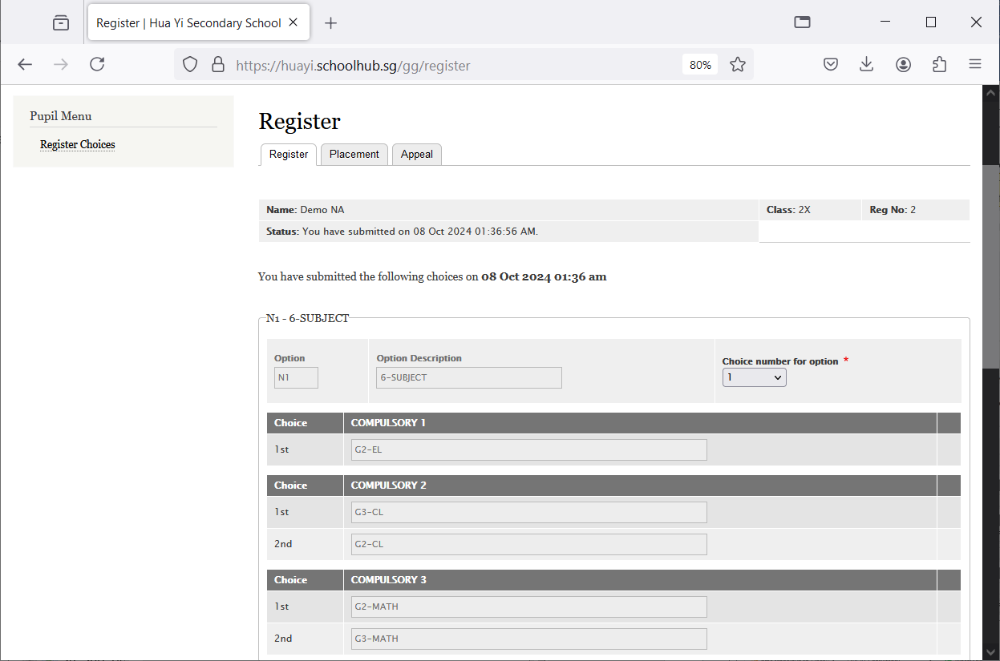 Register | Hua Yi Secondary School
https://huayi.schoolhub.sg/gg/register
80%
Pupil Menu
Register Choices
Register
Register Placement Appeal
Name: Demo NA Class: 2X Reg No: 2
Status: You have submitted on 08 Oct 2024 01:36:56 AM.
You have submitted the following choices on 08 Oct 2024 01:36 am
N1 - 6-SUBJECT
Option Option Description Choice number for option *
N1 6-SUBJECT 1
Choice COMPULSORY 1
1st G2-EL
Choice COMPULSORY 2
1st G3-CL
2nd G2-CL
Choice COMPULSORY 3
1st G2-MATH
2nd G3-MATH